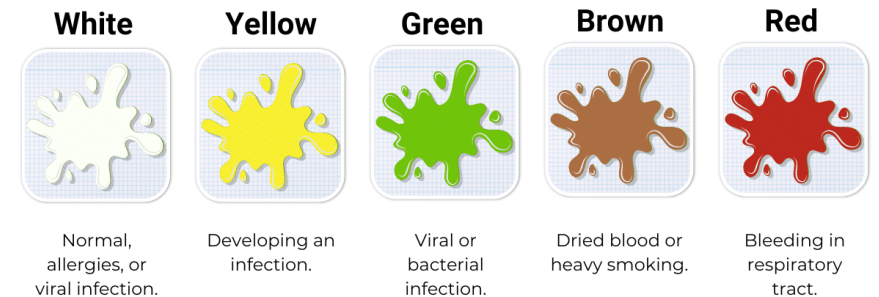 White
Yellow
Green
Brown
Red
Normal,
allergies, or
viral infection.
Developing an
infection.
Viral or
bacterial
infection.
Dried blood or
heavy smoking.
Bleeding in
respiratory
tract.